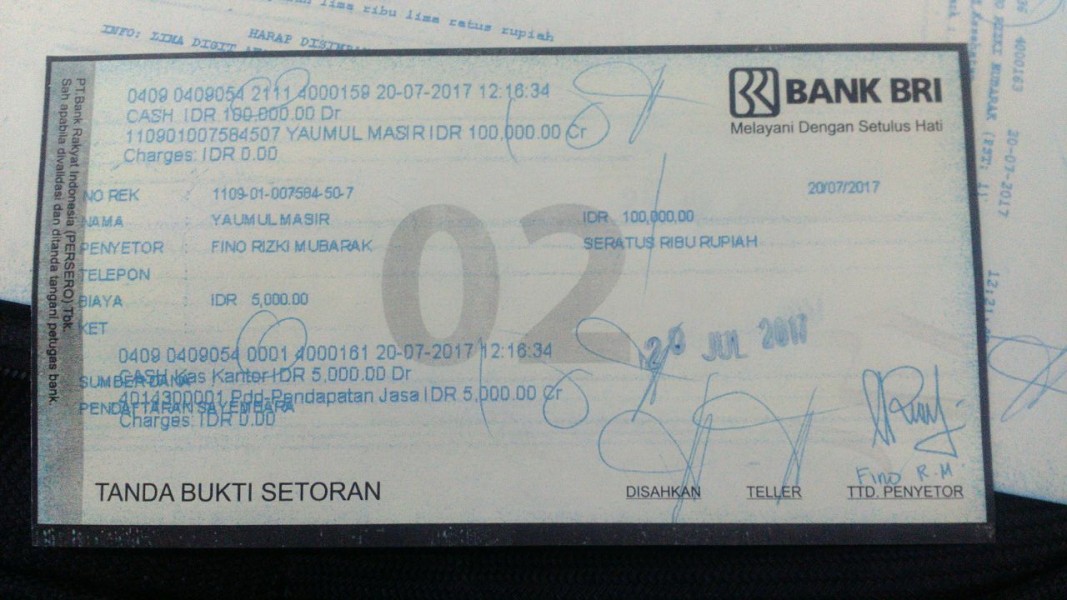 lima ribu lima ratus rupiah
HARAP DISIMPAN
INFO: LIMA DIGIT
0409 0409054 2111 4000159 20-07-2017 12:16:34
CASH IDR 100,000.00 Dr
110901007584507 YAUMUL MASIR IDR 100,000.00 Cr
Charges: IDR 0.00
BANK BRI
Melayani Dengan Setulus Hati
PT.Bank Rakyat Indonesia (PERSERO) Tbk.
Sah apabila divalidasi dan ditanda tangani petugas bank.
20/07/2017
NO REK : 1109-01-007584-50-7
NAMA : YAUMUL MASIR
IDR 100,000.00
PENYETOR : FINO RIZKI MUBARAK
SERATUS RIBU RUPIAH
TELEPON :
BIAYA : IDR 5,000.00
KET :
02
0409 0409054 0001 4000161 20-07-2017 12:16:34
CASH Kas Kantor IDR 5,000.00 Dr
SUMBER DANA
4014300001 Pdd-Pendapatan Jasa IDR 5,000.00 Cr
PENDAFTARAN SAYEMBARA
Charges: IDR 0.00
20 JUL 2017
Fino R.M
TANDA BUKTI SETORAN
DISAHKAN
TELLER
TTD. PENYETOR
4000163 20-07-2017
RIZKI MUBARAK